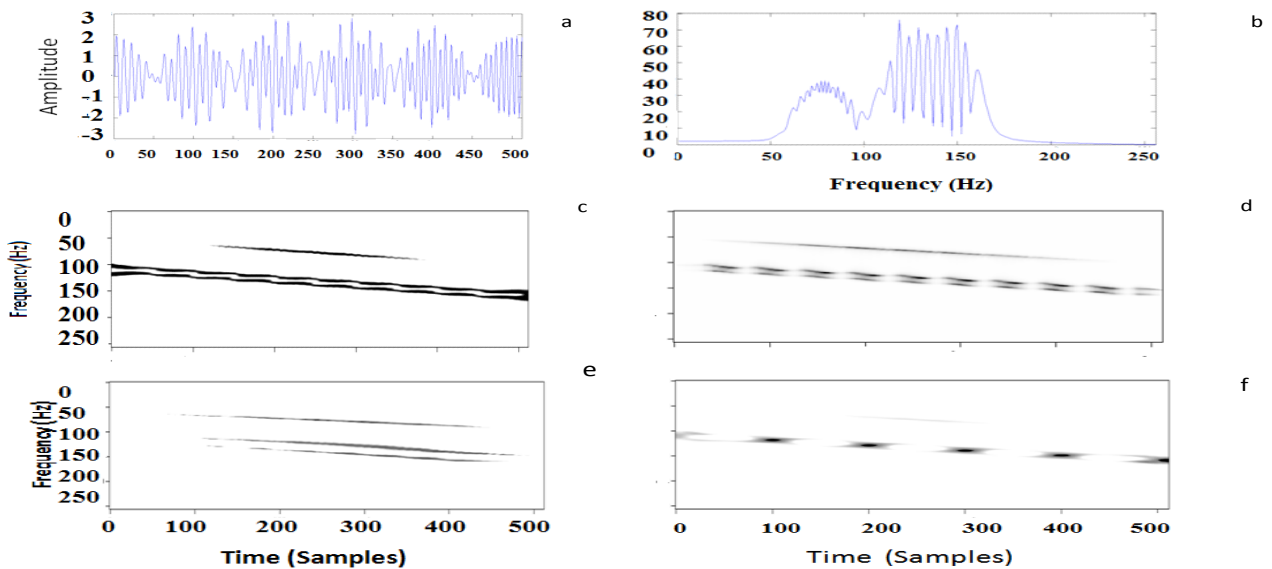 3
2
1
0
-1
-2
-3
Amplitude
0 50 100 150 200 250 300 350 400 450 500
a
80
70
60
50
40
30
20
10
0
0 50 100 150 200 250
Frequency (Hz)
b
0
50
100
150
200
250
Frequency (Hz)
c
d
0
50
100
150
200
250
Frequency (Hz)
0 100 200 300 400 500
Time (Samples)
e
0 100 200 300 400 500
Time (Samples)
f